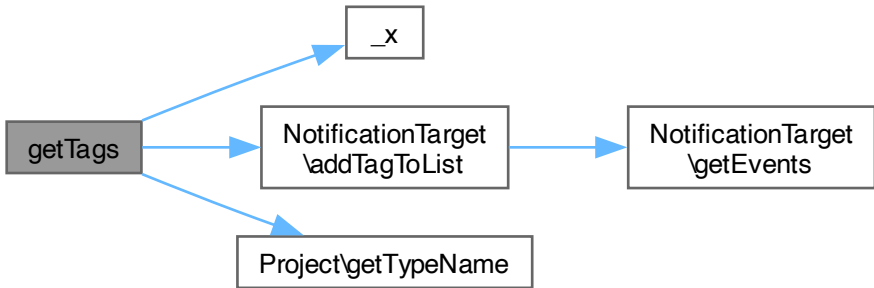 _x
getTags
NotificationTarget
\addTagToList
NotificationTarget
\getEvents
Project\getTypeName